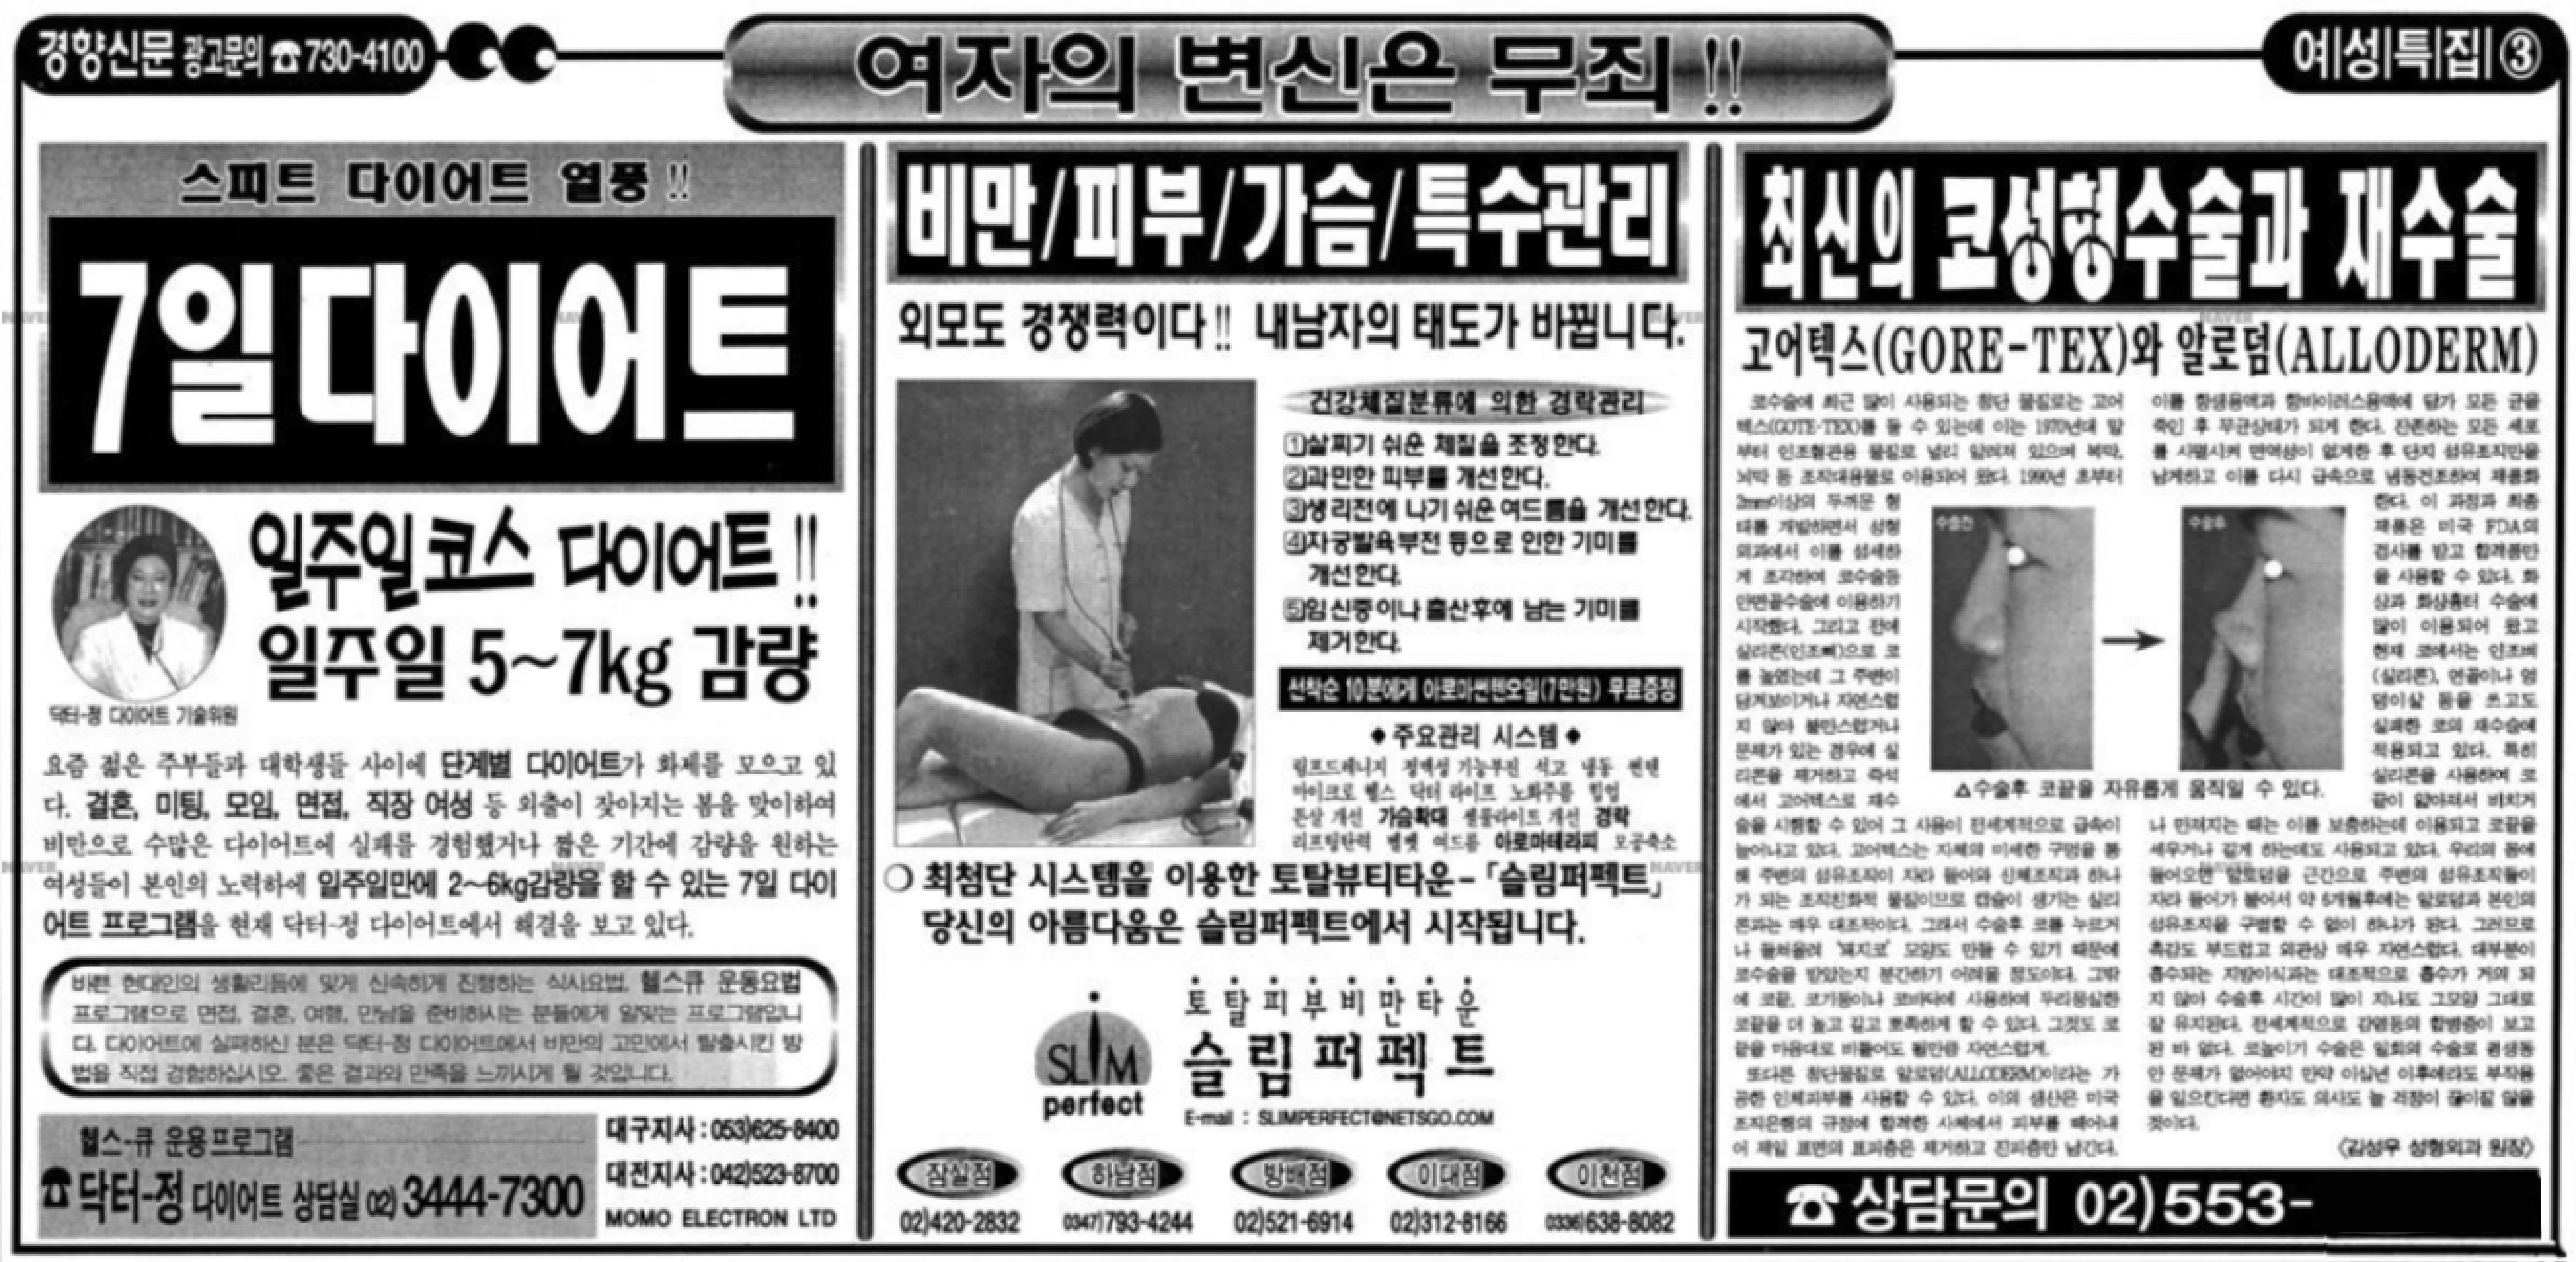 경향신문 광고문의 ☎730-4100
여자의 변신은 무죄!!
여|성|특|집|③
스피드 다이어트 열풍!!
7일다이어트
일주일코스 다이어트!!
일주일 5~7kg 감량
닥터-정 다이어트 기술위원
요즘 젊은 주부들과 대학생들 사이에 단계별 다이어트가 화제를 모으고 있
다. 결혼, 미팅, 모임, 면접, 직장 여성 등 외출이 잦아지는 봄을 맞이하여
비만으로 수많은 다이어트에 실패를 경험했거나 짧은 기간에 감량을 원하는
여성들이 본인의 노력하에 일주일만에 2~6kg감량을 할 수 있는 7일 다이
어트 프로그램을 현재 닥터-정 다이어트에서 해결을 보고 있다.
바쁜 현대인의 생활리듬에 맞게 신속하게 진행하는 식사요법, 헬스큐 운동요법
프로그램으로 면접, 결혼, 여행, 만남을 준비하시는 분들에게 알맞는 프로그램입니
다. 다이어트에 실패하신 분은 닥터-정 다이어트에서 비만의 고민에서 탈출시킨 방
법을 직접 경험하십시오. 좋은 결과와 만족을 느끼시게 될 것입니다.
헬스-큐 운용프로그램
☎닥터-정 다이어트 상담실 02) 3444-7300
대구지사 : 053)625-8400
대전지사 : 042)523-8700
MOMO ELECTRON LTD
비만/피부/가슴/특수관리
외모도 경쟁력이다!! 내남자의 태도가 바뀝니다.
건강체질분류에 의한 경락관리
①살찌기 쉬운 체질을 조정한다.
②과민한 피부를 개선한다.
③생리전에 나기 쉬운 여드름을 개선한다.
④자궁발육부전 등으로 인한 기미를
개선한다.
⑤임신중이나 출산후에 남는 기미를
제거한다.
선착순 10분에게 아로마썬텐오일(7만원) 무료증정
◆주요관리 시스템◆
림프드레니지 정맥성 기능부진 석고 냉동 썬텐
마이크로 헬스 닥터 라이프 노화주름 힙업
튼살 개선 가슴확대 셀룰라이트 개선 경락
리프팅탄력 벨벳 여드름 아로마테라피 모공축소
❍ 최첨단 시스템을 이용한 토탈뷰티타운-「슬림퍼펙트」
당신의 아름다움은 슬림퍼펙트에서 시작됩니다.
SLIM
perfect
토탈피부비만타운
슬림퍼펙트
E-mail : SLIMPERFECT@NETSGO.COM
잠실점 하남점 방배점 이대점 이천점
02)420-2832 0347)793-4244 02)521-6914 02)312-8166 0336)638-8082
최신의 코성형수술과 재수술
고어텍스(GORE-TEX)와 알로덤(ALLODERM)
코수술에 최근 많이 사용되는 첨단 물질로는 고어
텍스(GOTE-TEX)를 들 수 있는데 이는 1970년대 말
부터 인조혈관용 물질로 널리 알려져 있으며 복막,
뇌막 등 조직대용물로 이용되어 왔다. 1990년 초부터
2mm이상의 두꺼운 형
태를 개발하면서 성형
외과에서 이를 섬세하
게 조각하여 코수술등
안면골수술에 이용하기
시작했다. 그리고 전에
실리콘(인조뼈)으로 코
를 높였는데 그 주변이
당겨보이거나 자연스럽
지 않아 불만스럽거나
문제가 있는 경우에 실
리콘을 제거하고 즉석
에서 고어텍스로 재수
술을 시행할 수 있어 그 사용이 전세계적으로 급속이
늘어나고 있다. 고어텍스는 자체의 미세한 구멍을 통
해 주변의 섬유조직이 자라 들어와 신체조직과 하나
가 되는 조직친화적 물질이므로 캡슐이 생기는 실리
콘과는 매우 대조적이다. 그래서 수술후 코를 누르거
나 들쳐올려 '돼지코' 모양도 만들 수 있기 때문에
코수술을 받았는지 분간하기 어려울 정도이다. 그밖
에 코끝, 코기둥이나 코바닥에 사용하여 두리뭉실한
코끝을 더 높고 길고 뾰족하게 할 수 있다. 그것도 코
끝을 마음대로 비틀어도 될만큼 자연스럽게.
또다른 첨단물질로 알로덤(ALLODERM)이라는 가
공한 인체피부를 사용할 수 있다. 이의 생산은 미국
조직은행의 규정에 합격한 사체에서 피부를 떼어내
어 제일 표면의 표피층은 제거하고 진피층만 남긴다.
이를 항생용액과 항바이러스용액에 담가 모든 균을
죽인 후 무균상태가 되게 한다. 잔존하는 모든 세포
를 사멸시켜 면역성이 없게한 후 단지 섬유조직만을
남게하고 이를 다시 급속으로 냉동건조하여 제품화
한다. 이 과정과 최종
제품은 미국 FDA의
검사를 받고 합격품만
을 사용할 수 있다. 화
상과 화상흉터 수술에
많이 이용되어 왔고
현재 코에서는 인조뼈
(실리콘), 연골이나 엉
덩이살 등을 쓰고도
실패한 코의 재수술에
적용되고 있다. 특히
실리콘을 사용하여 코
끝이 얇아져서 비치거
나 만져지는 때는 이를 보충하는데 이용되고 코끝을
세우거나 길게 하는데도 사용되고 있다. 우리의 몸에
들어오면 알로덤을 근간으로 주변의 섬유조직들이
자라 들어가 붙어서 약 6개월후에는 알로덤과 본인의
섬유조직을 구별할 수 없이 하나가 된다. 그러므로
촉감도 부드럽고 외관상 매우 자연스럽다. 대부분이
흡수되는 지방이식과는 대조적으로 흡수가 거의 되
지 않아 수술후 시간이 많이 지나도 그모양 그대로
잘 유지된다. 전세계적으로 감염등의 합병증이 보고
된 바 없다. 코높이기 수술은 일회의 수술로 평생동
안 문제가 없어야지 만약 이십년 이후에라도 부작용
을 일으킨다면 환자도 의사도 늘 걱정이 끊이질 않을
것이다.
〈김성우 성형외과 원장〉
수술전
수술후
△수술후 코끝을 자유롭게 움직일 수 있다.
☎상담문의 02)553-
NAVER